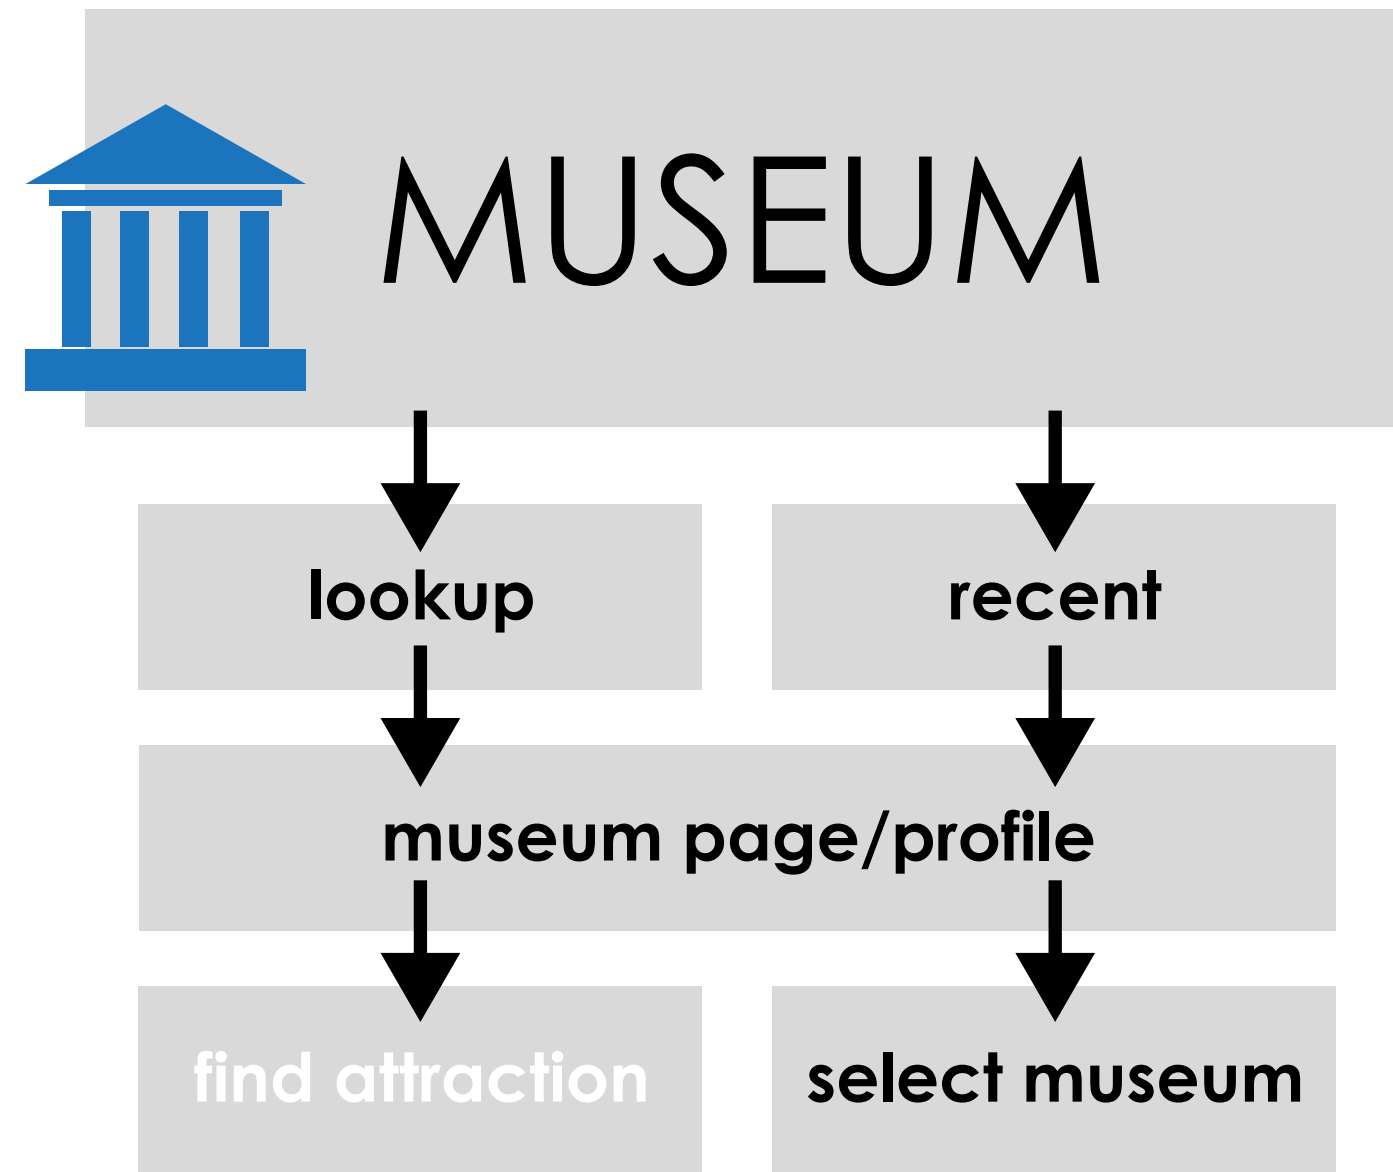 MUSEUM
lookup
recent
museum page/profile
find attraction
select museum